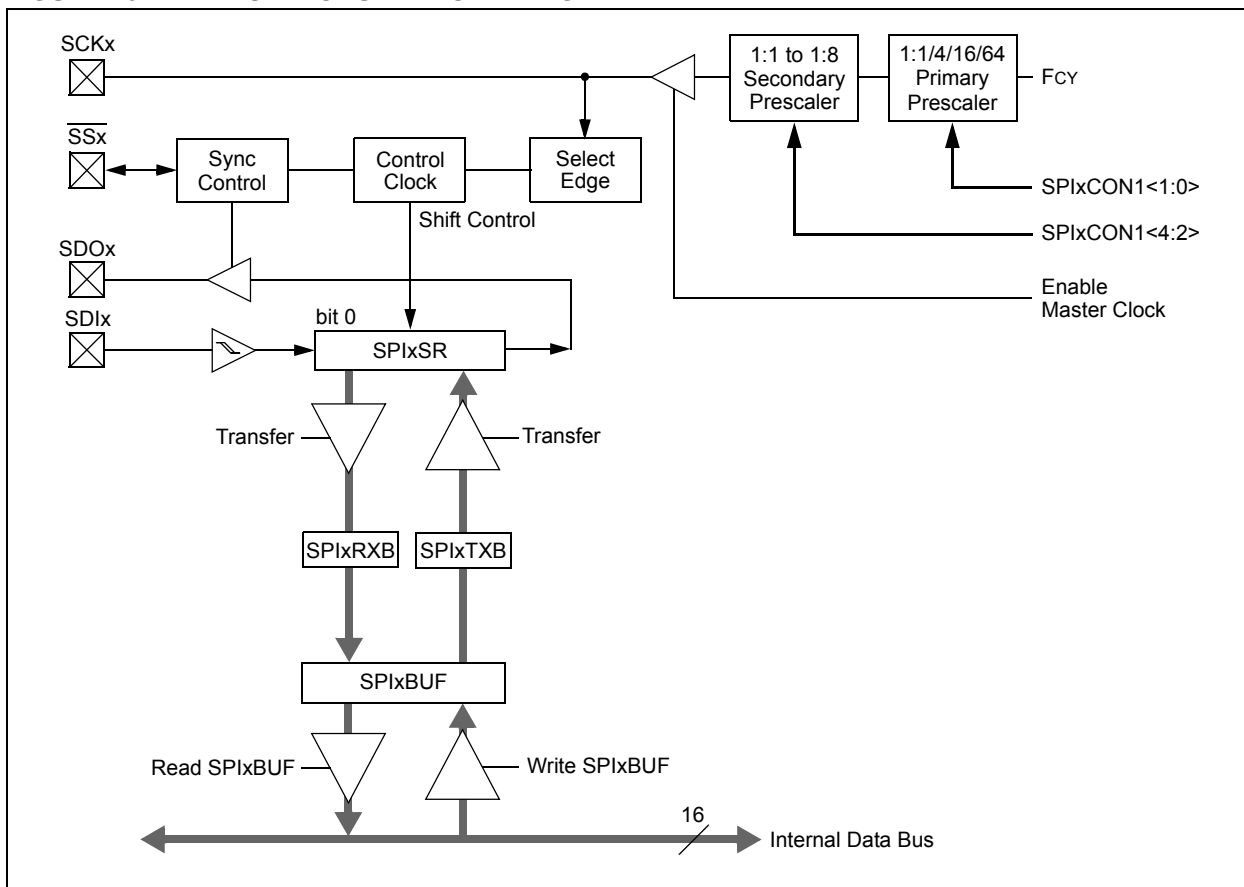 SCKx
1:1 to 1:8
Secondary
Prescaler
1:1/4/16/64
Primary
Prescaler
FCY
SSx
Sync
Control
Control
Clock
Select
Edge
SPIxCON1<1:0>
Shift Control
SPIxCON1<4:2>
SDOx
Enable
Master Clock
SDIx
bit 0
SPIxSR
Transfer
Transfer
SPIxRXB
SPIxTXB
SPIxBUF
Read SPIxBUF
Write SPIxBUF
16
Internal Data Bus